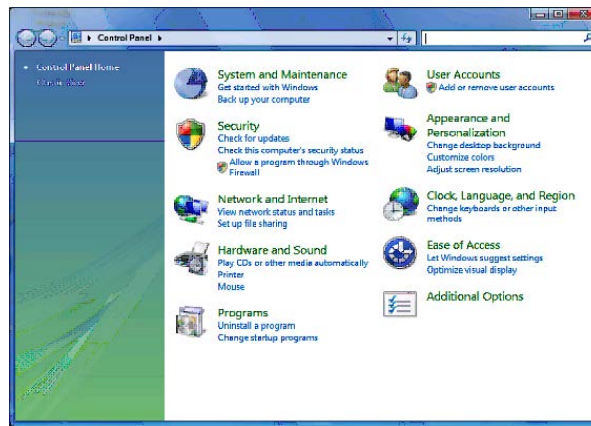 Control Panel
Control Panel Home
Classic View
System and Maintenance
Get started with Windows
Back up your computer
Security
Check for updates
Check this computer's security status
Allow a program through Windows
Firewall
Network and Internet
View network status and tasks
Set up file sharing
Hardware and Sound
Play CDs or other media automatically
Printer
Mouse
Programs
Uninstall a program
Change startup programs
User Accounts
Add or remove user accounts
Appearance and
Personalization
Change desktop background
Customize colors
Adjust screen resolution
Clock, Language, and Region
Change keyboards or other input
methods
Ease of Access
Let Windows suggest settings
Optimize visual display
Additional Options